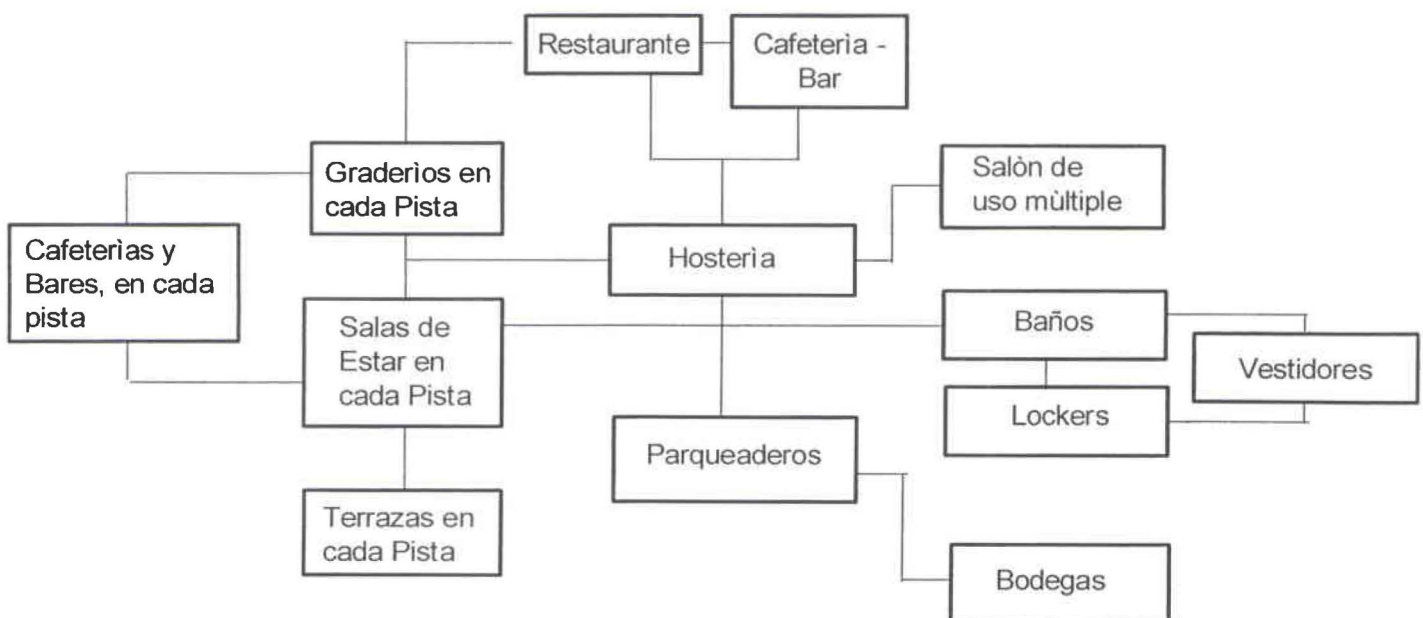 Restaurante
Cafeterìa -
Bar
Graderìos en
cada Pista
Salòn de
uso mùltiple
Cafeterìas y
Bares, en cada
pista
Hosterìa
Salas de
Estar en
cada Pista
Baños
Vestidores
Lockers
Parqueaderos
Terrazas en
cada Pista
Bodegas